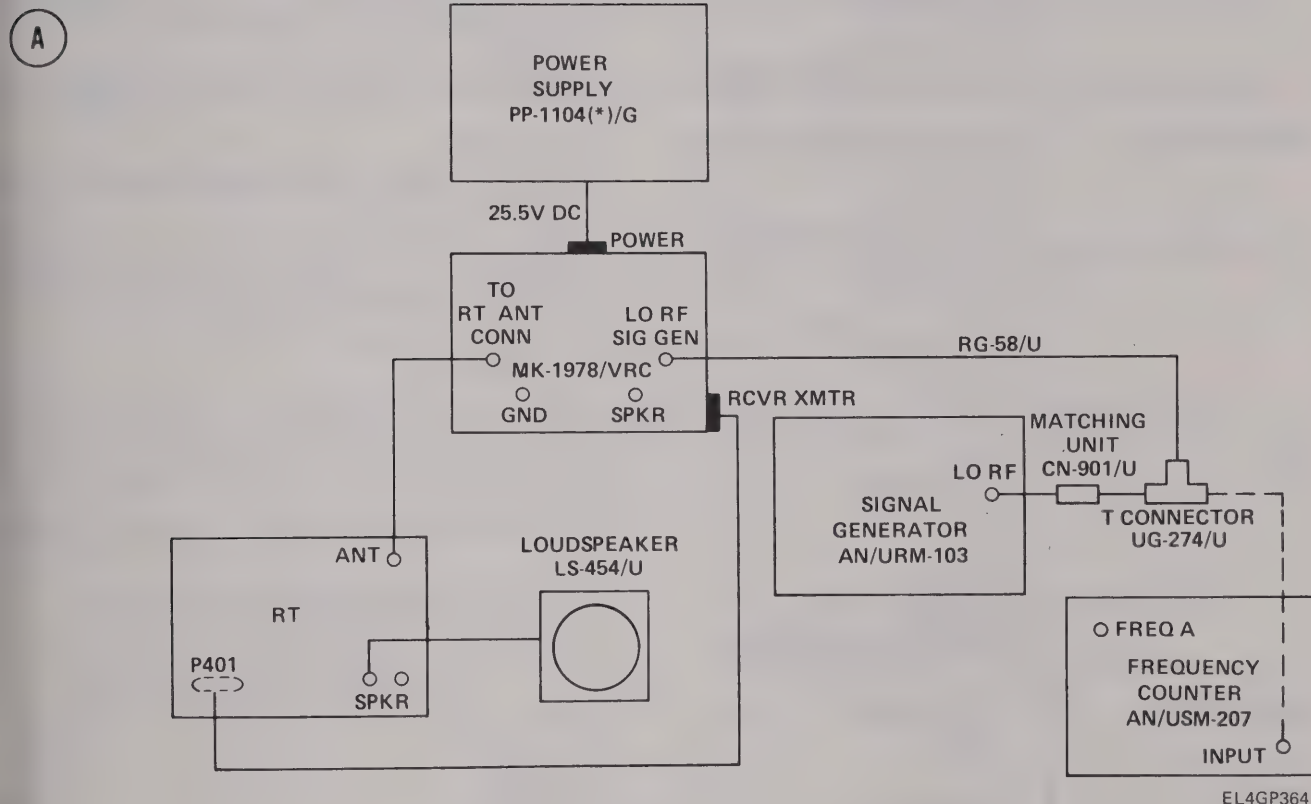 A
POWER
SUPPLY
PP-1104(*)/G
25.5V DC
POWER
TO
RT ANT
CONN
LO RF
SIG GEN
MK-1978/VRC
GND
SPKR
RCVR XMTR
RG-58/U
MATCHING
UNIT
CN-901/U
LO RF
SIGNAL
GENERATOR
AN/URM-103
T CONNECTOR
UG-274/U
ANT
RT
P401
SPKR
LOUDSPEAKER
LS-454/U
FREQ A
FREQUENCY
COUNTER
AN/USM-207
INPUT
EL4GP364